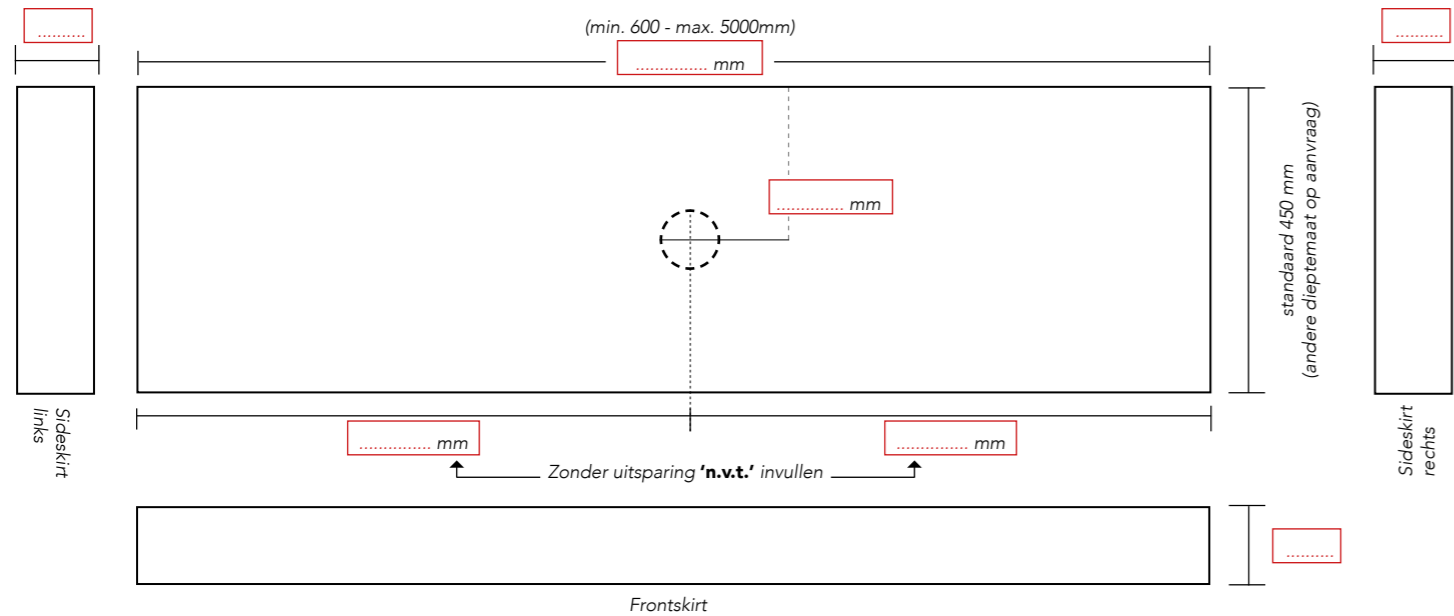 ............
(min. 600 - max. 5000mm)
............. mm
............
............. mm
standaard 450 mm
(andere dieptemaat op aanvraag)
Sideskirt
links
............. mm
............. mm
Sideskirt
rechts
Zonder uitsparing ‘n.v.t.’ invullen
............
Frontskirt